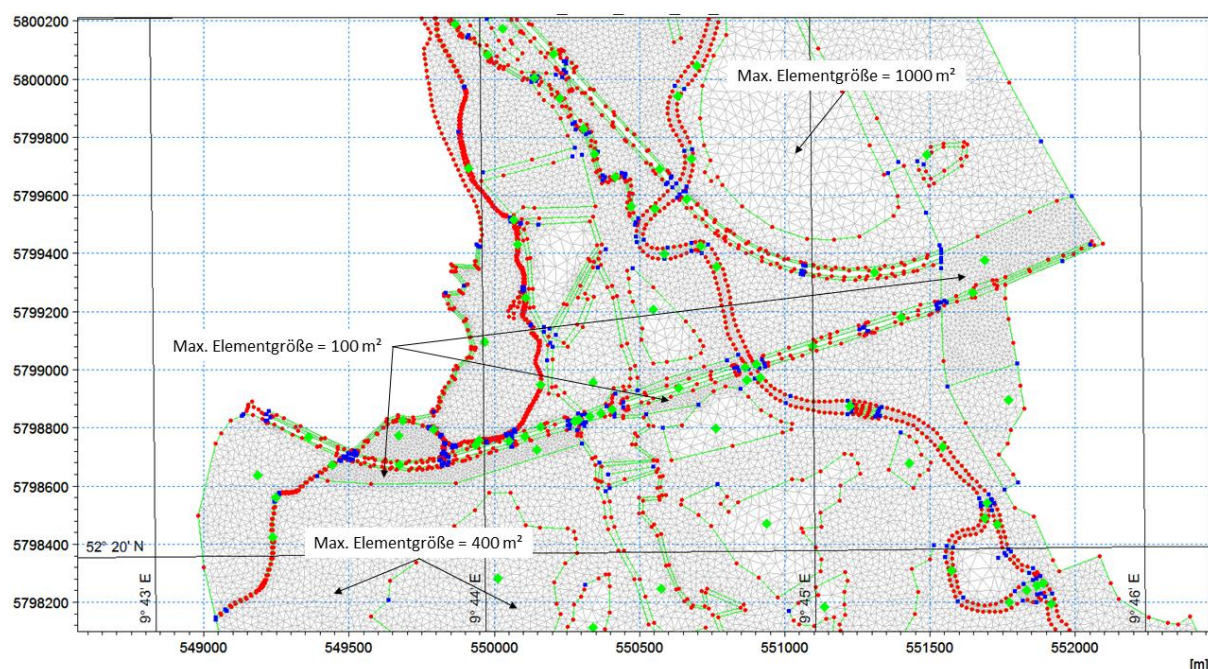 5800200
5800000
5799800
5799600
5799400
5799200
5799000
5798800
5798600
5798400
5798200
Max. Elementgröße = 1000 m²
Max. Elementgröße = 100 m²
Max. Elementgröße = 400 m²
52° 20' N
9° 43' E
9° 44' E
9° 45' E
9° 46' E
549000
549500
550000
550500
551000
551500
552000
[m]